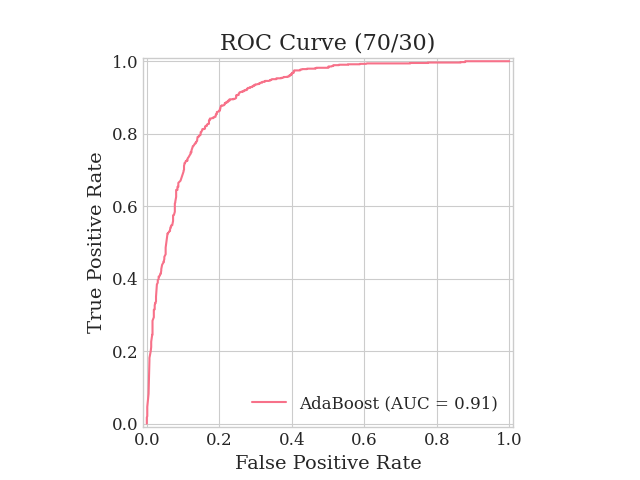 ROC Curve (70/30)
True Positive Rate
1.0
0.8
0.6
0.4
0.2
0.0
0.0 0.2 0.4 0.6 0.8 1.0
False Positive Rate
AdaBoost (AUC = 0.91)